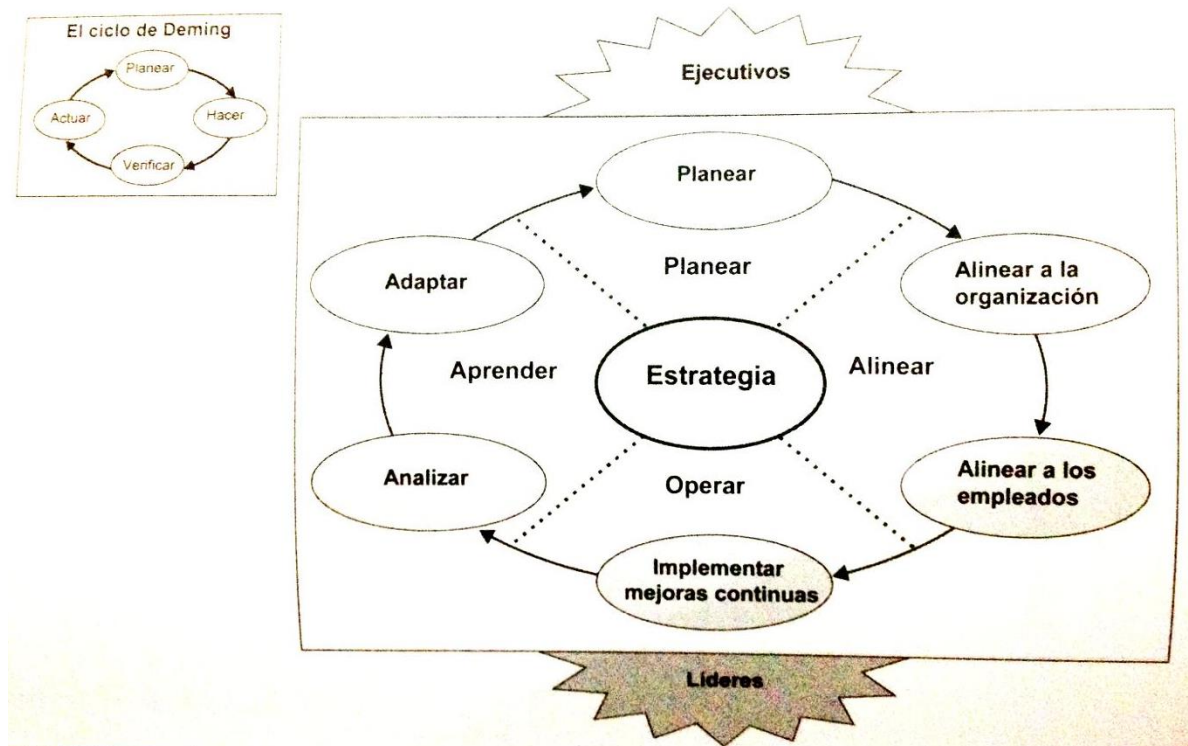 El ciclo de Deming
Planear
Actuar
Hacer
Verificar
Ejecutivos
Planear
Adaptar
Planear
Alinear a la
organización
Aprender
Estrategia
Alinear
Analizar
Operar
Alinear a los
empleados
Implementar
mejoras continuas
Líderes